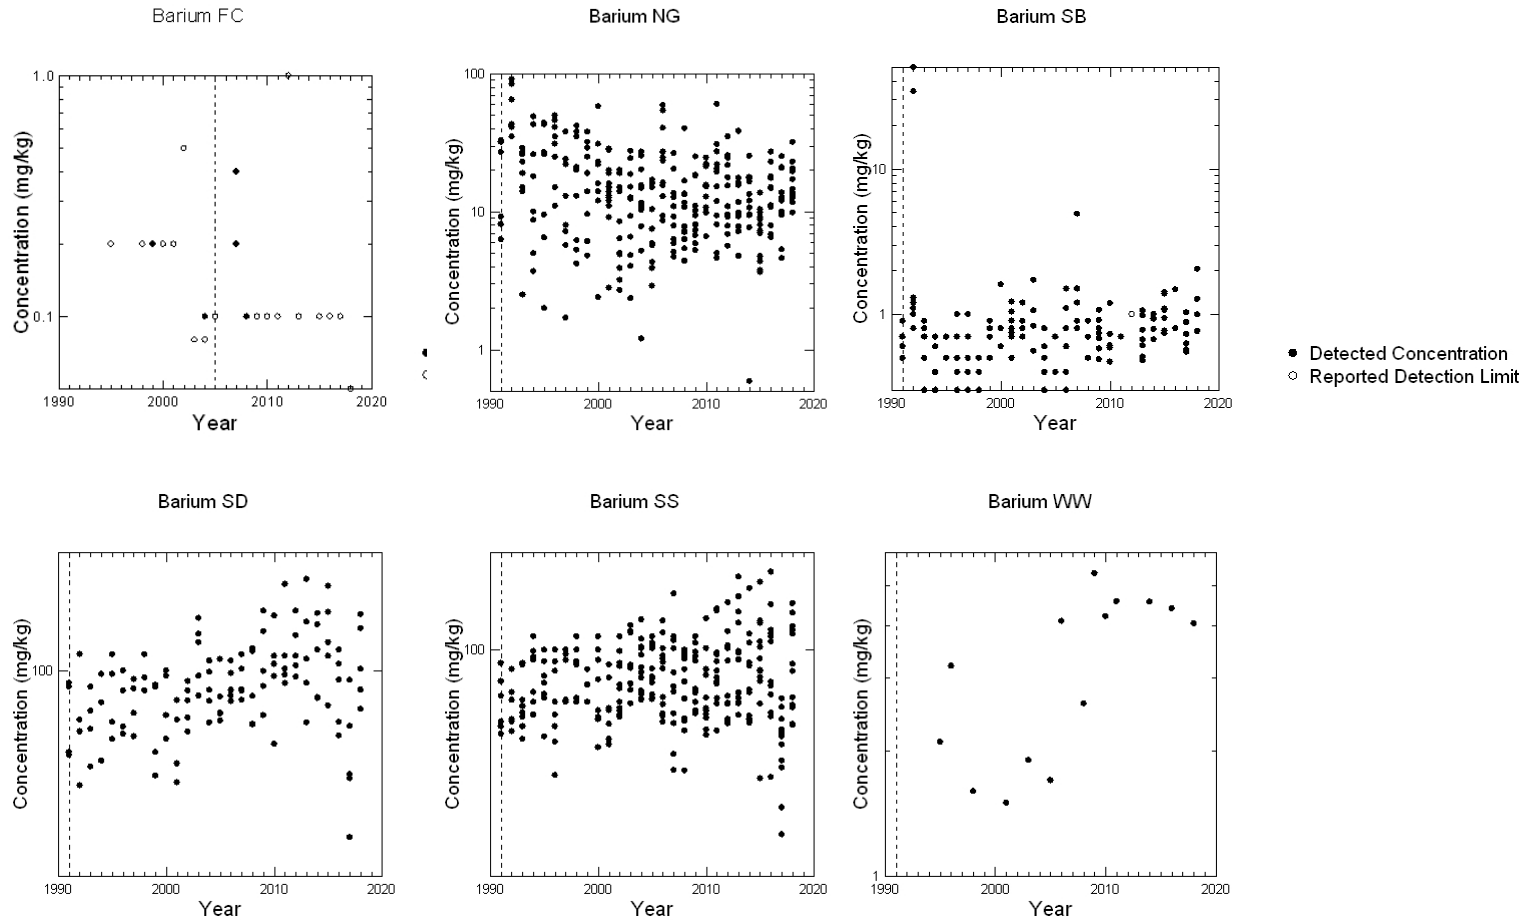 Barium FC
Barium NG
Barium SB
Concentration (mg/kg)
1.0
0.1
1990 2000 2010 2020
Year
Concentration (mg/kg)
100
10
1
1990 2000 2010 2020
Year
Concentration (mg/kg)
10
1
1990 2000 2010 2020
Year
Detected Concentration
Reported Detection Limit
Barium SD
Barium SS
Barium WW
Concentration (mg/kg)
100
1990 2000 2010 2020
Year
Concentration (mg/kg)
100
1990 2000 2010 2020
Year
Concentration (mg/kg)
1
1990 2000 2010 2020
Year